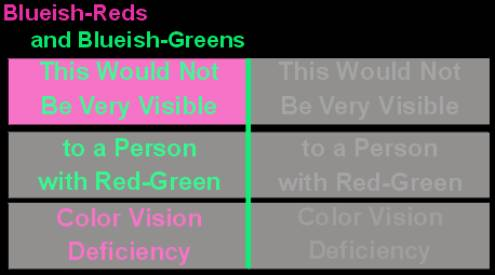 Blueish-Reds
and Blueish-Greens
This Would Not
Be Very Visible
to a Person
with Red-Green
Color Vision
Deficiency
This Would Not
Be Very Visible
to a Person
with Red-Green
Color Vision
Deficiency